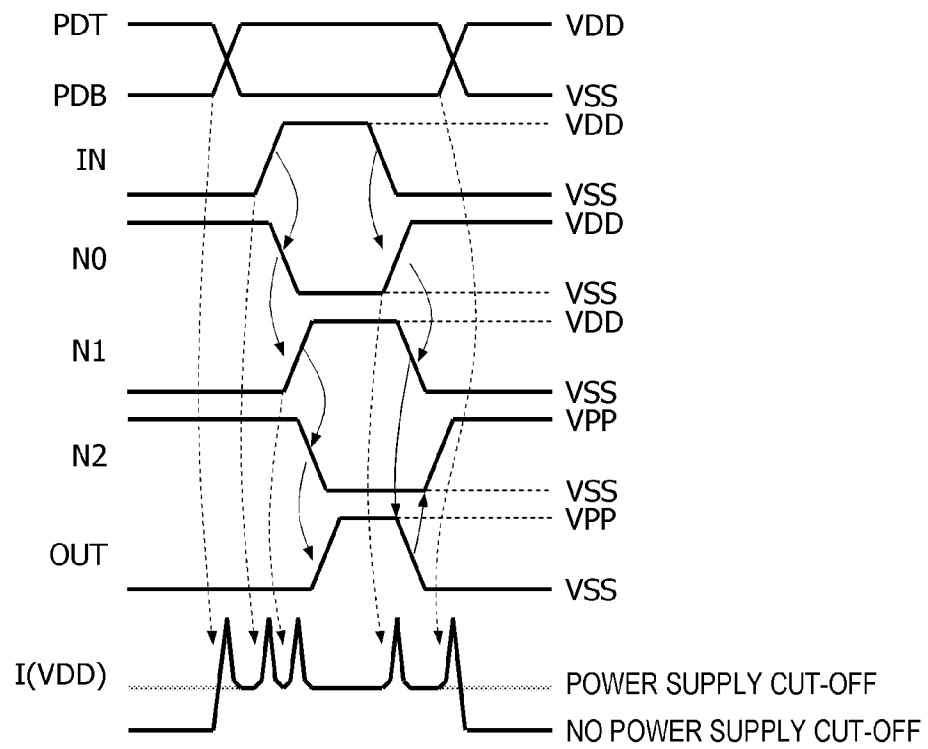 PDT VDD
PDB VSS
VDD
IN
VSS
VDD
N0
VSS
VDD
N1
VSS
VPP
N2
VSS
VPP
OUT
VSS
I(VDD)
POWER SUPPLY CUT-OFF
NO POWER SUPPLY CUT-OFF